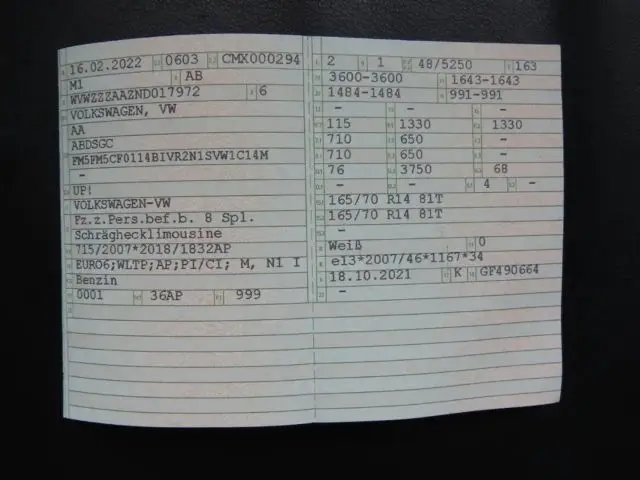 16.02.2022 0603 CMX000294
M1 AB
WVWZZZAAZND017972 6
VOLKSWAGEN, VW
AA
ABDSGC
FM5FM5CF0114BIVR2N1SVW1C14M
-
UP!
VOLKSWAGEN-VW
Fz.z.Pers.bef.b. 8 Spl.
Schräghecklimousine
715/2007*2018/1832AP
EURO6;WLTP;AP;PI/CI; M, N1 I
Benzin
0001 36AP 999
2 0 1 48/5250 163
3600-3600 1643-1643
1484-1484 991-991
- - -
115 1330 1330
710 650 -
710 650 -
76 3750 68
- - 4 -
165/70 R14 81T
165/70 R14 81T
-
Weiß 0
e13*2007/46*1167*34
18.10.2021 K GF490664
-